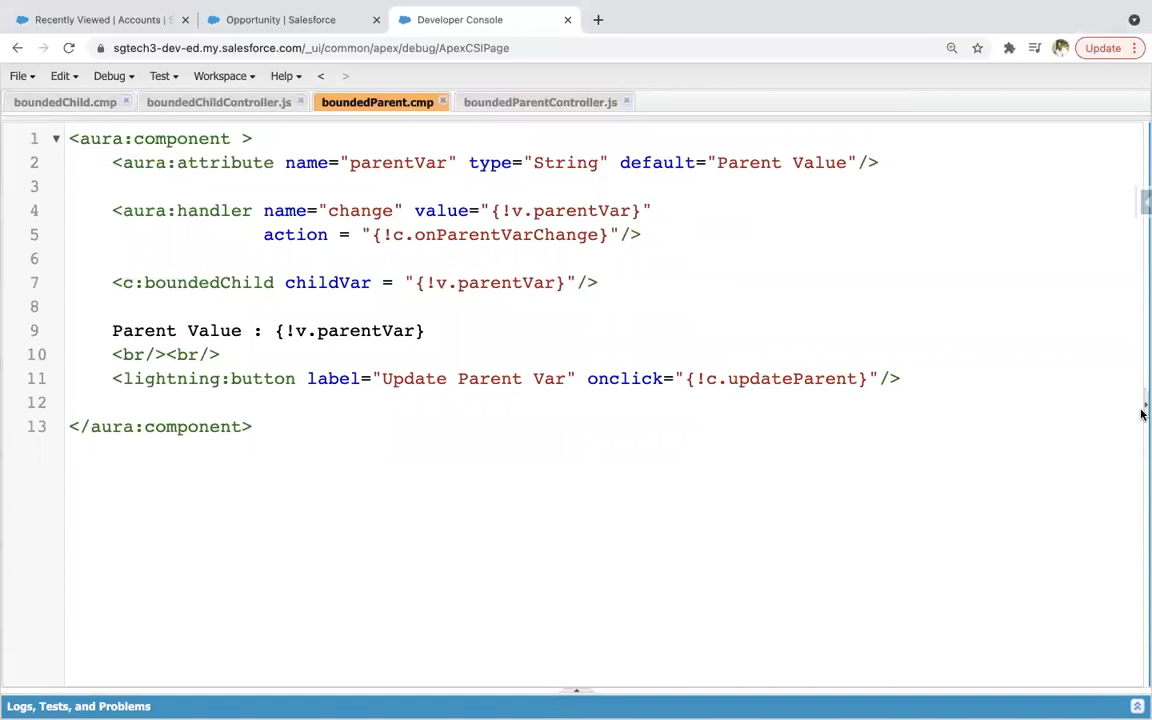 Recently Viewed | Accounts | S
Opportunity | Salesforce
Developer Console
sgtech3-dev-ed.my.salesforce.com/_ui/common/apex/debug/ApexCSIPage
Update
File Edit Debug Test Workspace Help < >
boundedChild.cmp boundedChildController.js boundedParent.cmp boundedParentController.js
1 <aura:component >
2 <aura:attribute name="parentVar" type="String" default="Parent Value"/>
3
4 <aura:handler name="change" value="{!v.parentVar}"
5 action = "{!c.onParentVarChange}"/>
6
7 <c:boundedChild childVar = "{!v.parentVar}"/>
8
9 Parent Value : {!v.parentVar}
10 <br/><br/>
11 <lightning:button label="Update Parent Var" onclick="{!c.updateParent}"/>
12
13 </aura:component>
Logs, Tests, and Problems